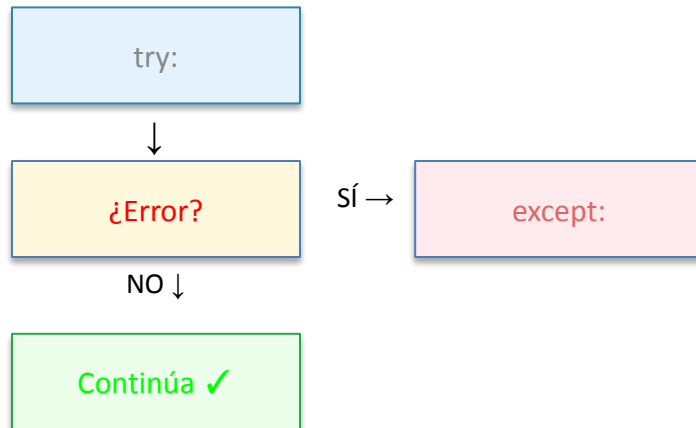 try:
↓
¿Error?
SÍ →
except:
NO ↓
Continúa ✓